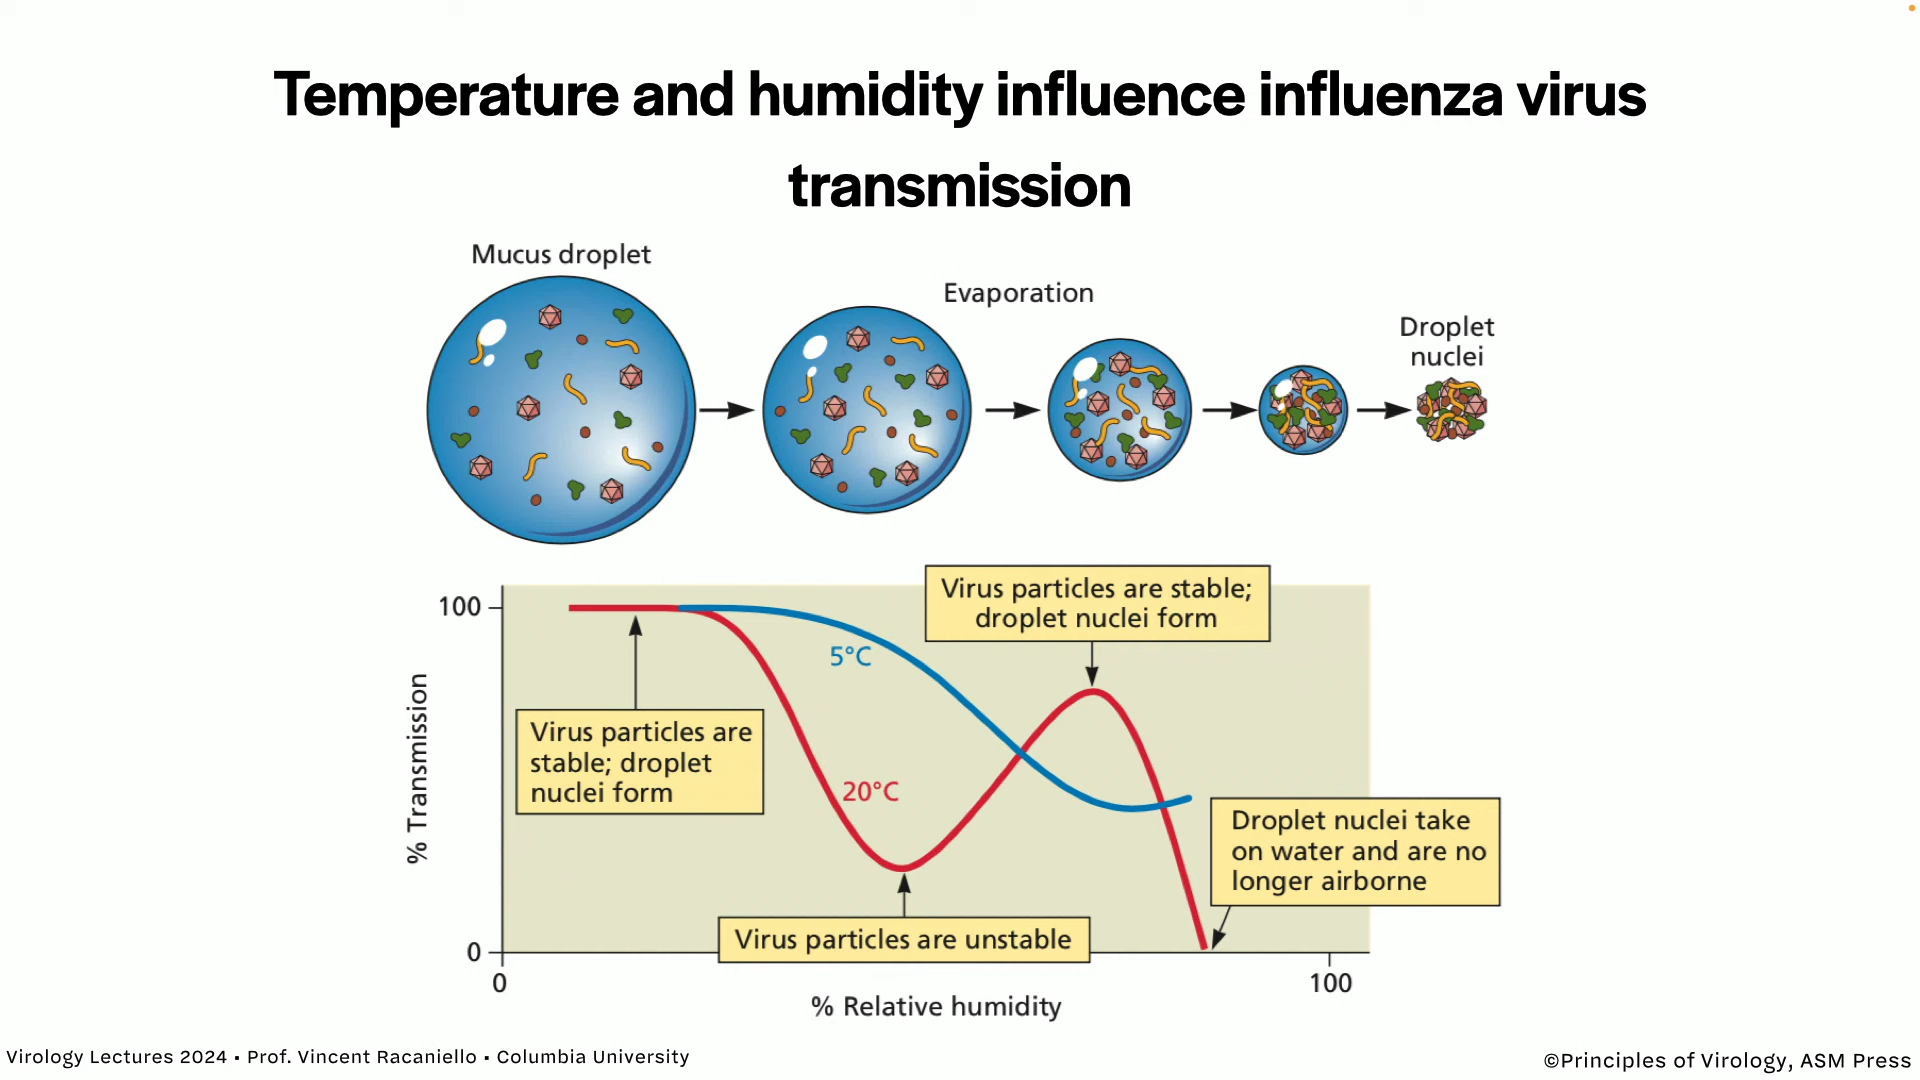 Temperature and humidity influence influenza virus
transmission
Mucus droplet
Evaporation
Droplet
nuclei
100
0
% Transmission
5°C
20°C
Virus particles are
stable; droplet
nuclei form
Virus particles are stable;
droplet nuclei form
Virus particles are unstable
Droplet nuclei take
on water and are no
longer airborne
0
100
% Relative humidity
Virology Lectures 2024 • Prof. Vincent Racaniello • Columbia University
©Principles of Virology, ASM Press